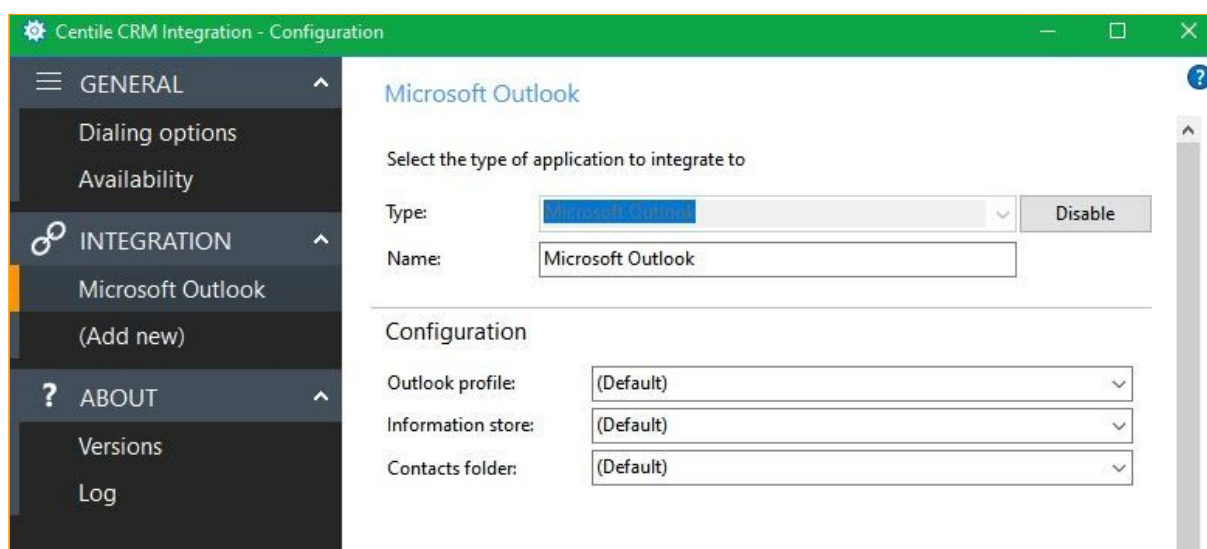 Centile CRM Integration - Configuration
GENERAL
Dialing options
Availability
INTEGRATION
Microsoft Outlook
(Add new)
? ABOUT
Versions
Log
?
Microsoft Outlook
Select the type of application to integrate to
Type: Microsoft Outlook Disable
Name: Microsoft Outlook
Configuration
Outlook profile: (Default)
Information store: (Default)
Contacts folder: (Default)